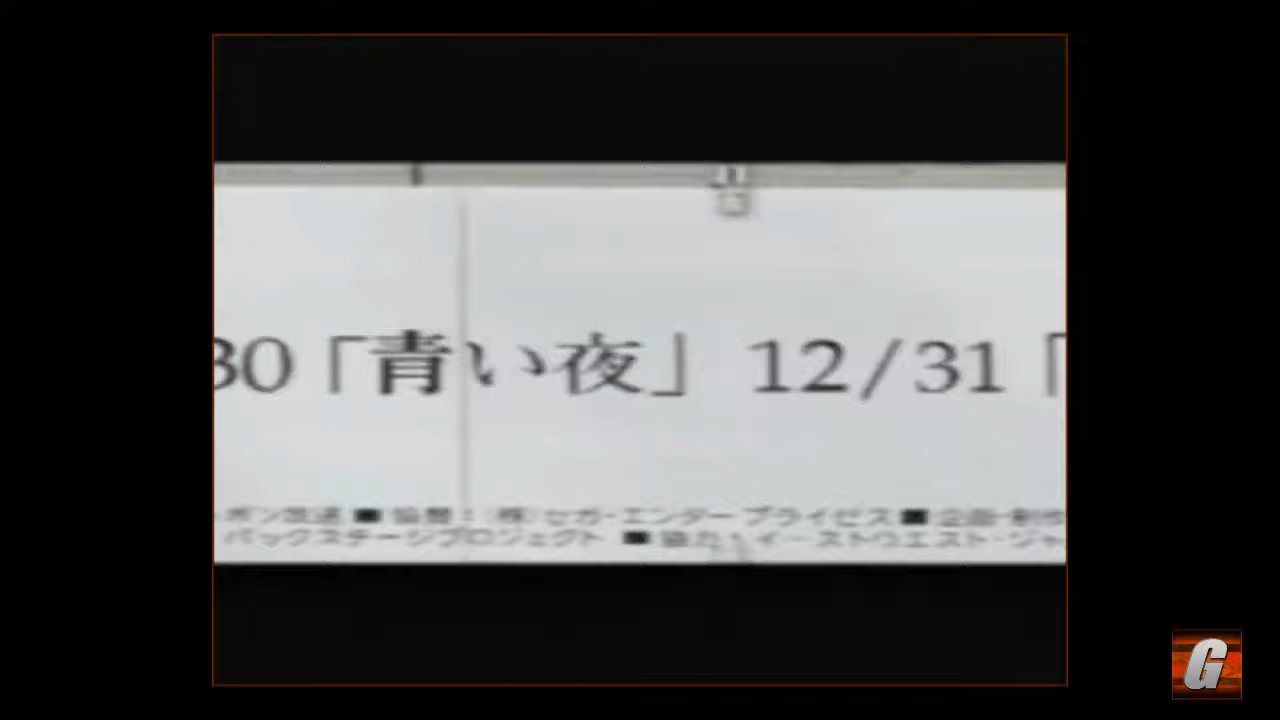 30「青い夜」 12/31「
ポン放送 ■ 協賛:(株)セガ・エンタープライゼス ■ 企画・制作
バックステージプロジェクト ■ 協力・イーストウエスト・ジャ
G